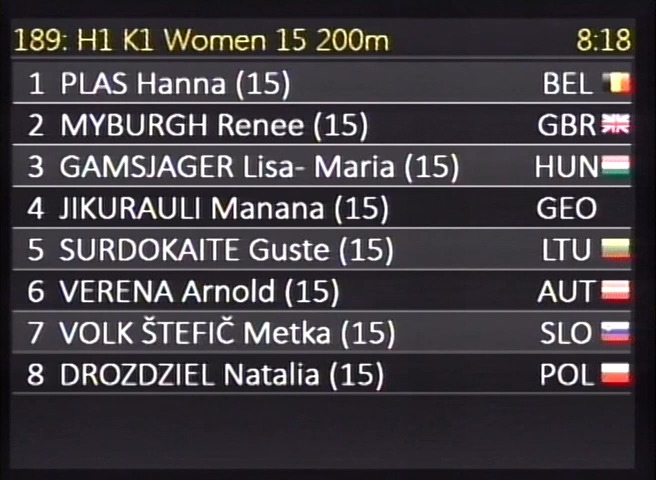 189: H1 K1 Women 15 200m 8:18
1 PLAS Hanna (15) BEL
2 MYBURGH Renee (15) GBR
3 GAMSJAGER Lisa- Maria (15) HUN
4 JIKURAULI Manana (15) GEO
5 SURDOKAITE Guste (15) LTU
6 VERENA Arnold (15) AUT
7 VOLK ŠTEFIČ Metka (15) SLO
8 DROZDZIEL Natalia (15) POL